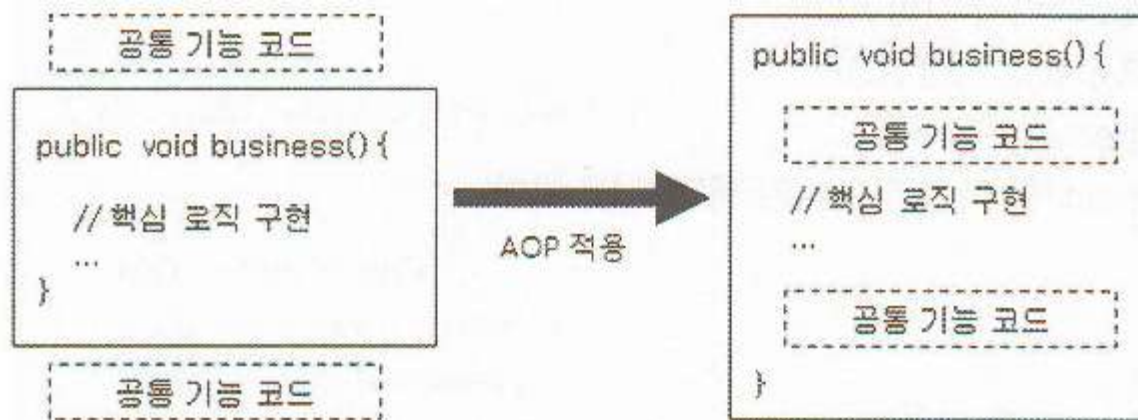 공통 기능 코드
public void business() {
// 핵심 로직 구현
...
}
공통 기능 코드
AOP 적용
public void business() {
공통 기능 코드
// 핵심 로직 구현
...
공통 기능 코드
}